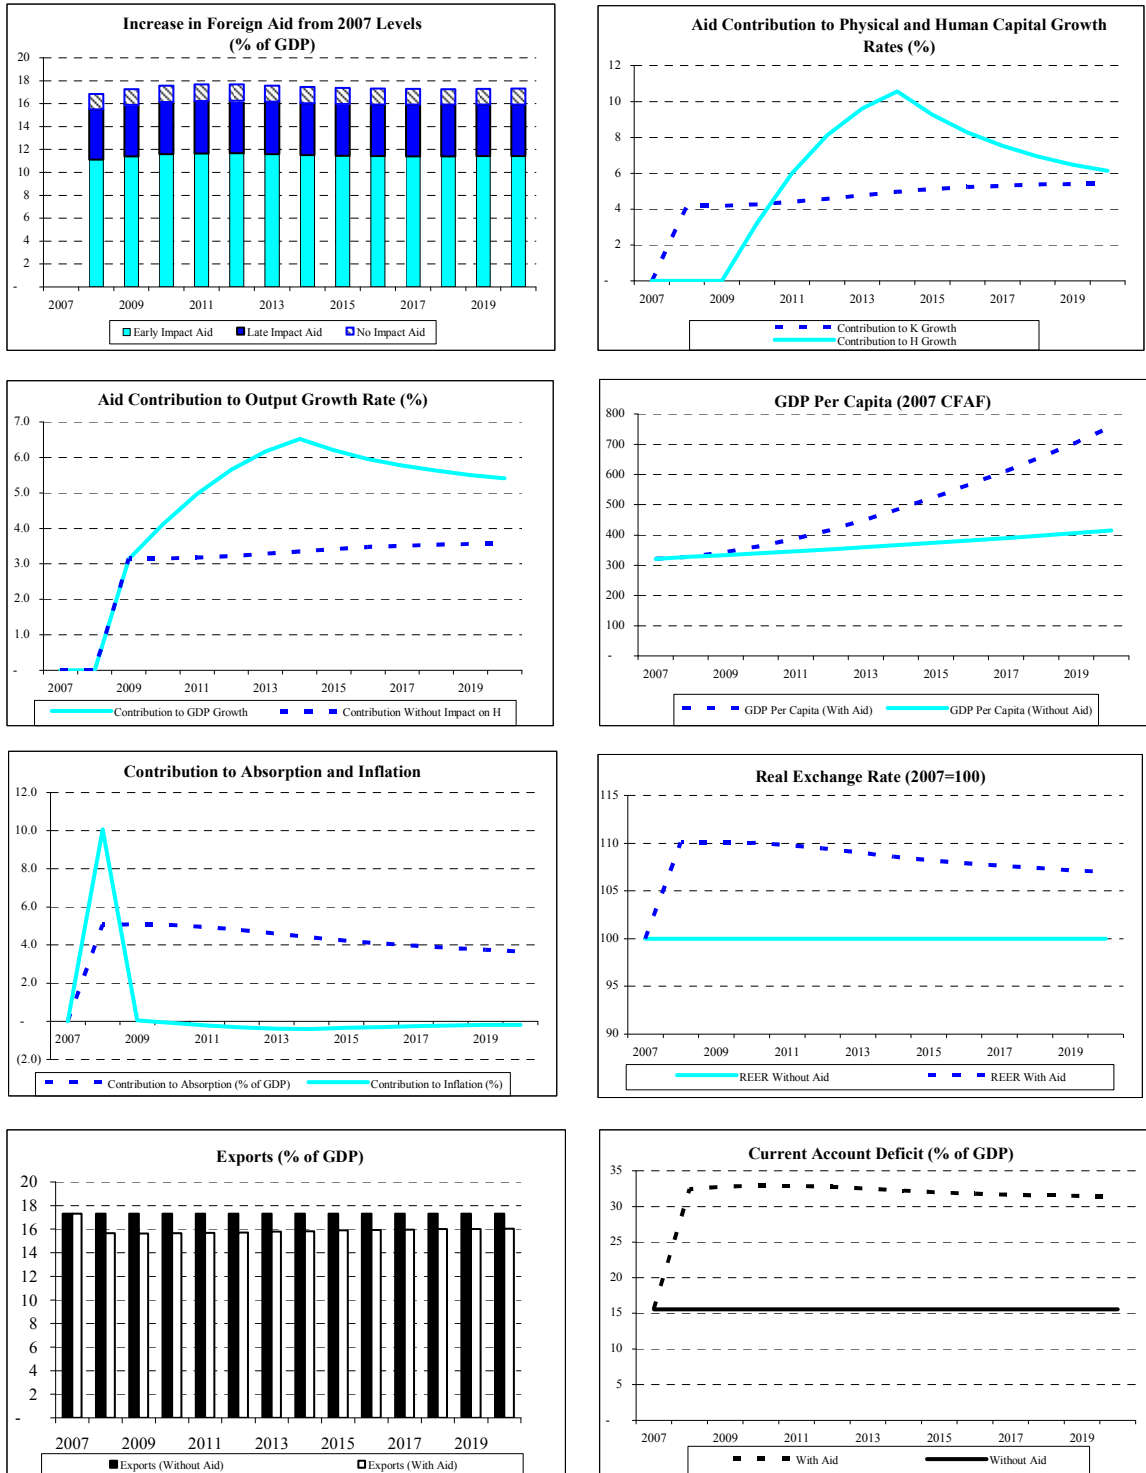 Increase in Foreign Aid from 2007 Levels
(% of GDP)
20
18
16
14
12
10
8
6
4
2
-
2007 2009 2011 2013 2015 2017 2019
Early Impact Aid Late Impact Aid No Impact Aid
Aid Contribution to Physical and Human Capital Growth
Rates (%)
12
10
8
6
4
2
-
2007 2009 2011 2013 2015 2017 2019
Contribution to K Growth
Contribution to H Growth
Aid Contribution to Output Growth Rate (%)
7.0
6.0
5.0
4.0
3.0
2.0
1.0
-
2007 2009 2011 2013 2015 2017 2019
Contribution to GDP Growth Contribution Without Impact on H
GDP Per Capita (2007 CFAF)
800
700
600
500
400
300
200
100
-
2007 2009 2011 2013 2015 2017 2019
GDP Per Capita (With Aid) GDP Per Capita (Without Aid)
Contribution to Absorption and Inflation
12.0
10.0
8.0
6.0
4.0
2.0
-
(2.0)
2007 2009 2011 2013 2015 2017 2019
Contribution to Absorption (% of GDP) Contribution to Inflation (%)
Real Exchange Rate (2007=100)
115
110
105
100
95
90
2007 2009 2011 2013 2015 2017 2019
REER Without Aid REER With Aid
Exports (% of GDP)
20
18
16
14
12
10
8
6
4
2
-
2007 2009 2011 2013 2015 2017 2019
Exports (Without Aid) Exports (With Aid)
Current Account Deficit (% of GDP)
35
30
25
20
15
10
5
-
2007 2009 2011 2013 2015 2017 2019
With Aid Without Aid